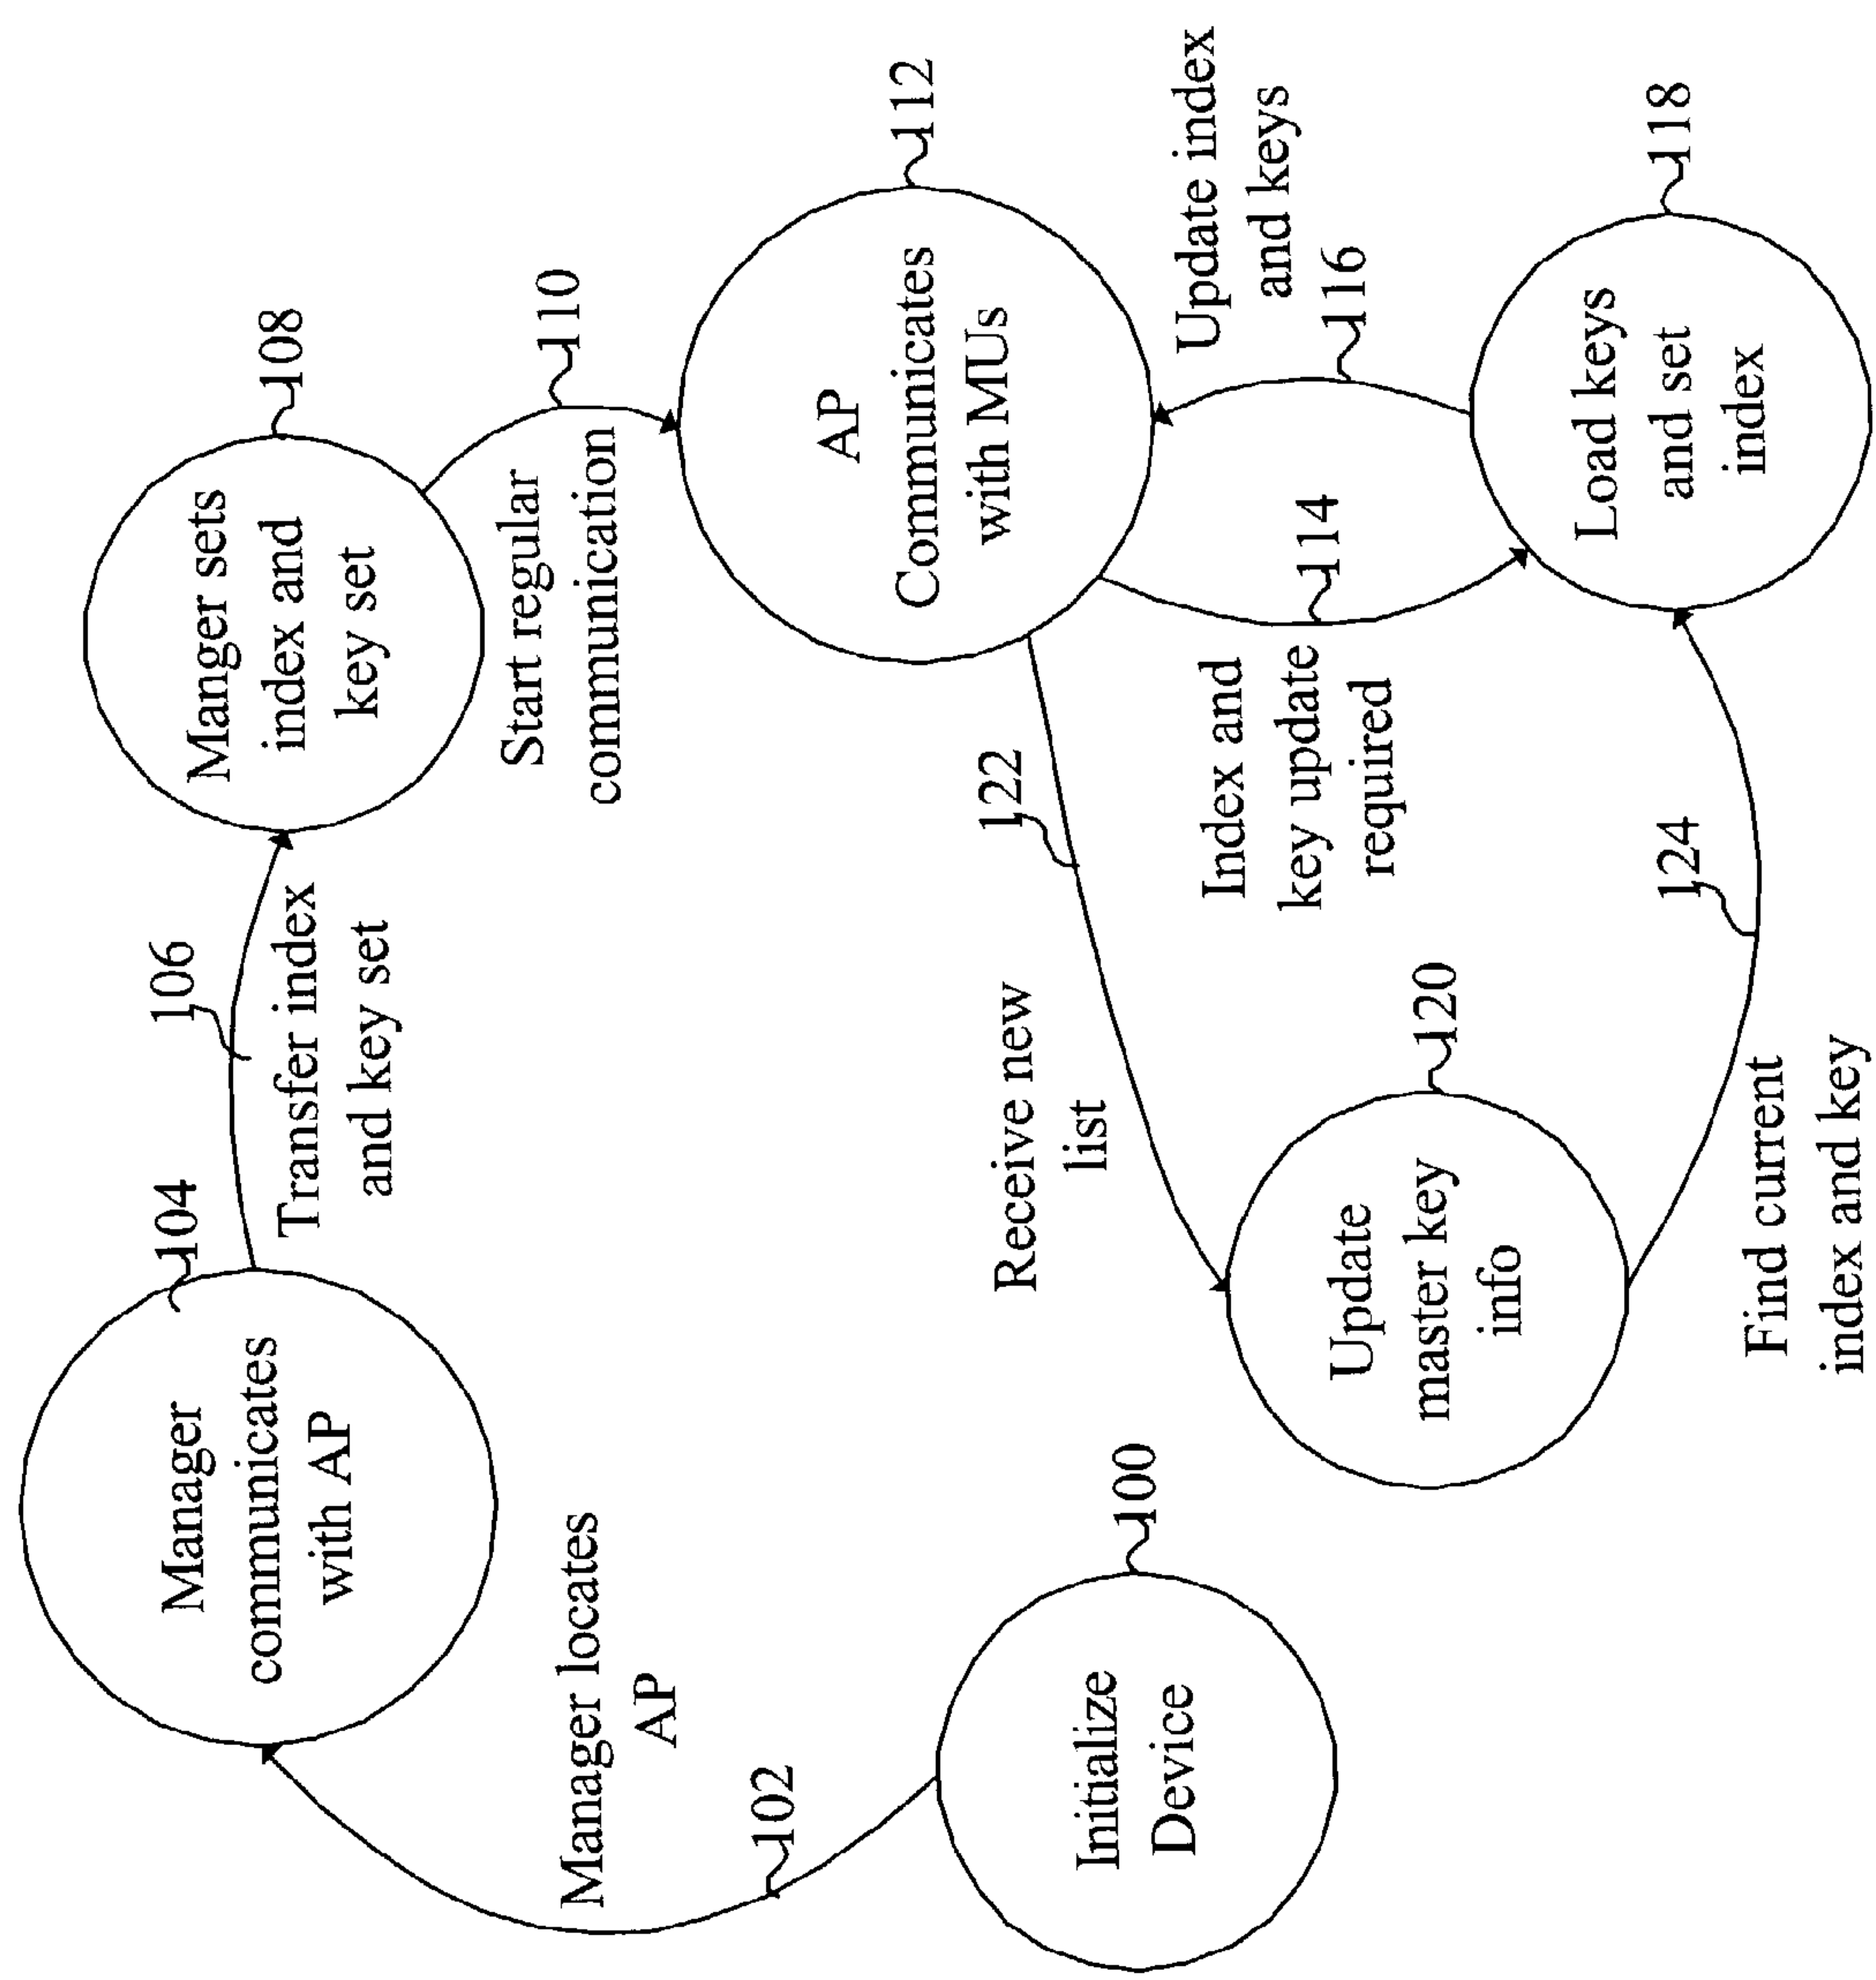 Manager
communicates
with AP
104
106
Transfer index
and key set
Manger sets
index and
key set
108
Manager locates
AP
102
Start regular
communication
110
Initialize
Device
100
Receive new
list
122
AP
Communicates
with MUs
112
Update
master key
info
120
Index and
key update
required
114
Update index
and keys
116
Find current
index and key
124
Load keys
and set
index
118